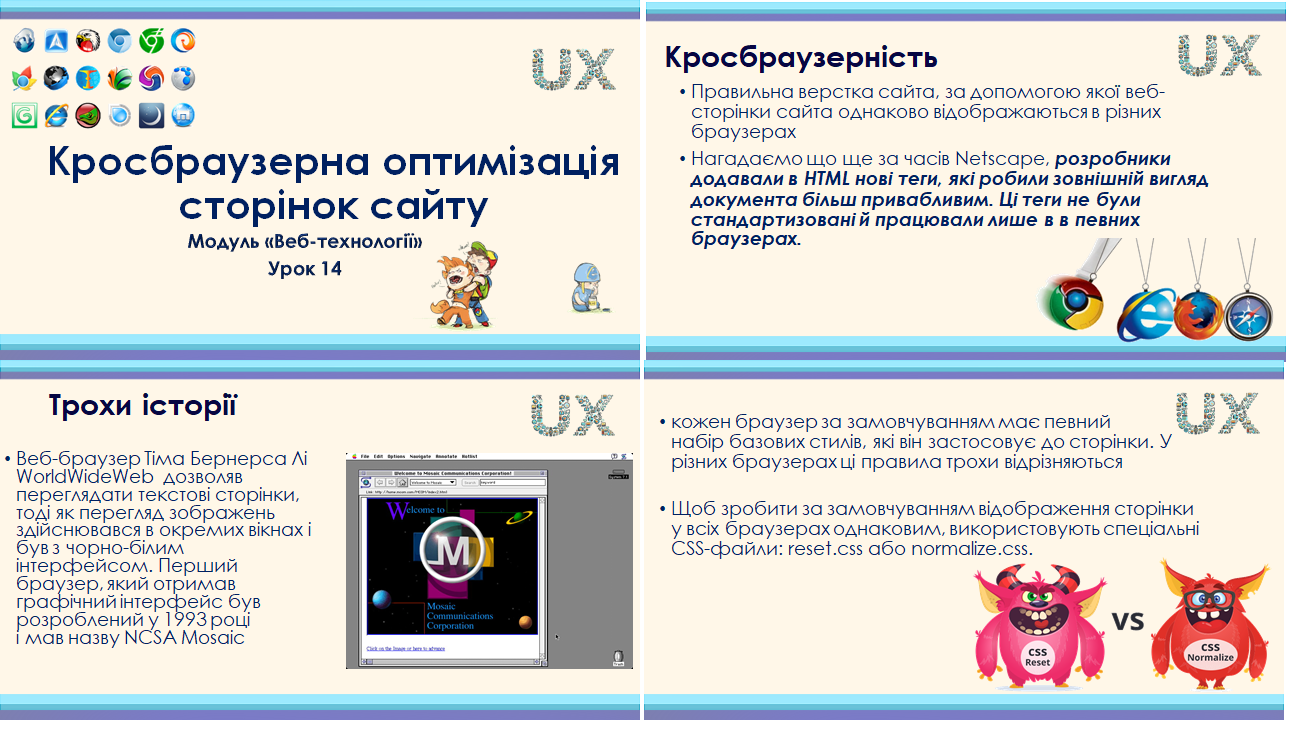 UX
Кросбраузерна оптимізація
сторінок сайту
Модуль «Веб-технології»
Урок 14
UX
Кросбраузерність
• Правильна верстка сайта, за допомогою якої веб-
сторінки сайта однаково відображаються в різних
браузерах
• Нагадаємо що ще за часів Netscape, розробники
додавали в HTML нові теги, які робили зовнішній вигляд
документа більш привабливим. Ці теги не були
стандартизовані й працювали лише в в певних
браузерах.
Трохи історії
UX
• Веб-браузер Тіма Бернерса Лі
WorldWideWeb дозволяв
переглядати текстові сторінки,
тоді як перегляд зображень
здійснювався в окремих вікнах і
був з чорно-білим
інтерфейсом. Перший
браузер, який отримав
графічний інтерфейс був
розроблений у 1993 році
і мав назву NCSA Mosaic
File Edit Options Navigate Annotate Hotlist
Welcome to Mosaic Communications Corporation!
Welcome to
M
Mosaic
Communications
Corporation
Click on the Image or here to advance
UX
• кожен браузер за замовчуванням має певний
набір базових стилів, які він застосовує до сторінки. У
різних браузерах ці правила трохи відрізняються
• Щоб зробити за замовчуванням відображення сторінки
у всіх браузерах однаковим, використовують спеціальні
CSS-файли: reset.css або normalize.css.
CSS
Reset
VS
CSS
Normalize